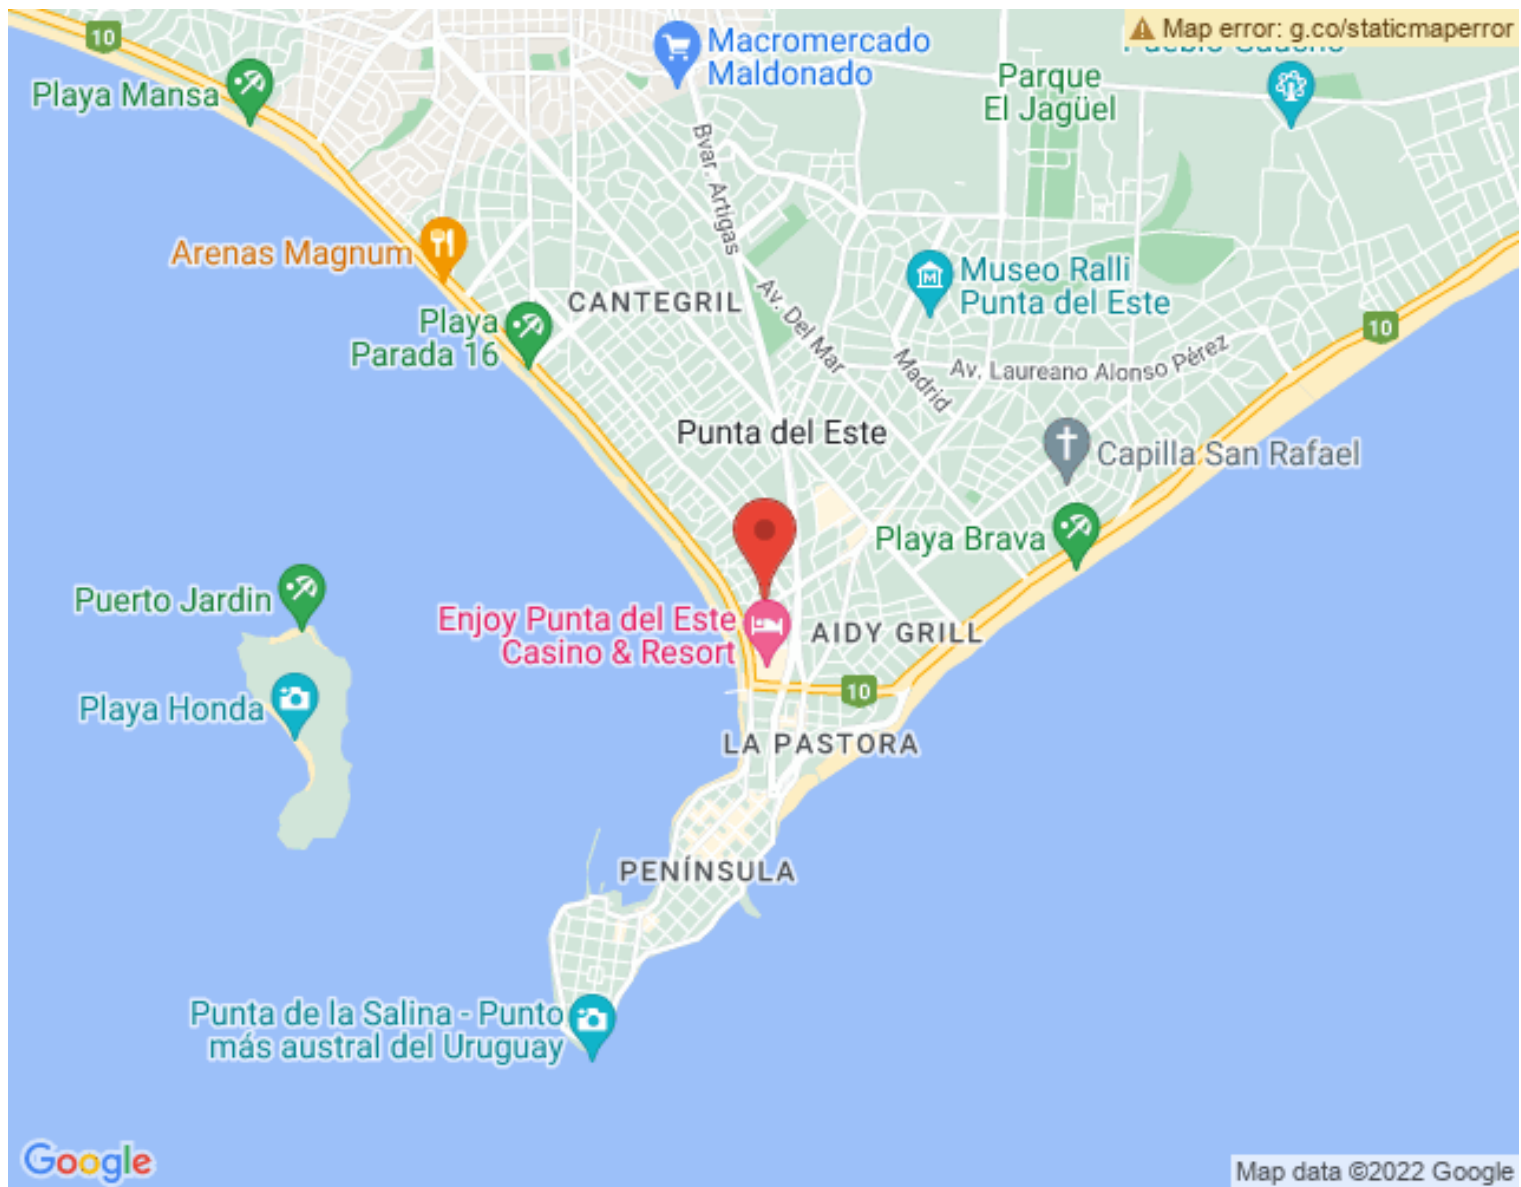 Map error: g.co/staticmaperror
10
Macromercado
Maldonado
Pueblo Gaucho
Parque
El Jagüel
Playa Mansa
Bvar. Artigas
Arenas Magnum
Museo Ralli
Punta del Este
CANTEGRIL
Av. Del Mar
Playa
Parada 16
10
Madrid
Av. Laureano Alonso Pérez
Punta del Este
Capilla San Rafael
Playa Brava
Puerto Jardin
Enjoy Punta del Este
Casino & Resort
AIDY GRILL
10
Playa Honda
LA PASTORA
PENÍNSULA
Punta de la Salina - Punto
más austral del Uruguay
Google
Map data ©2022 Google